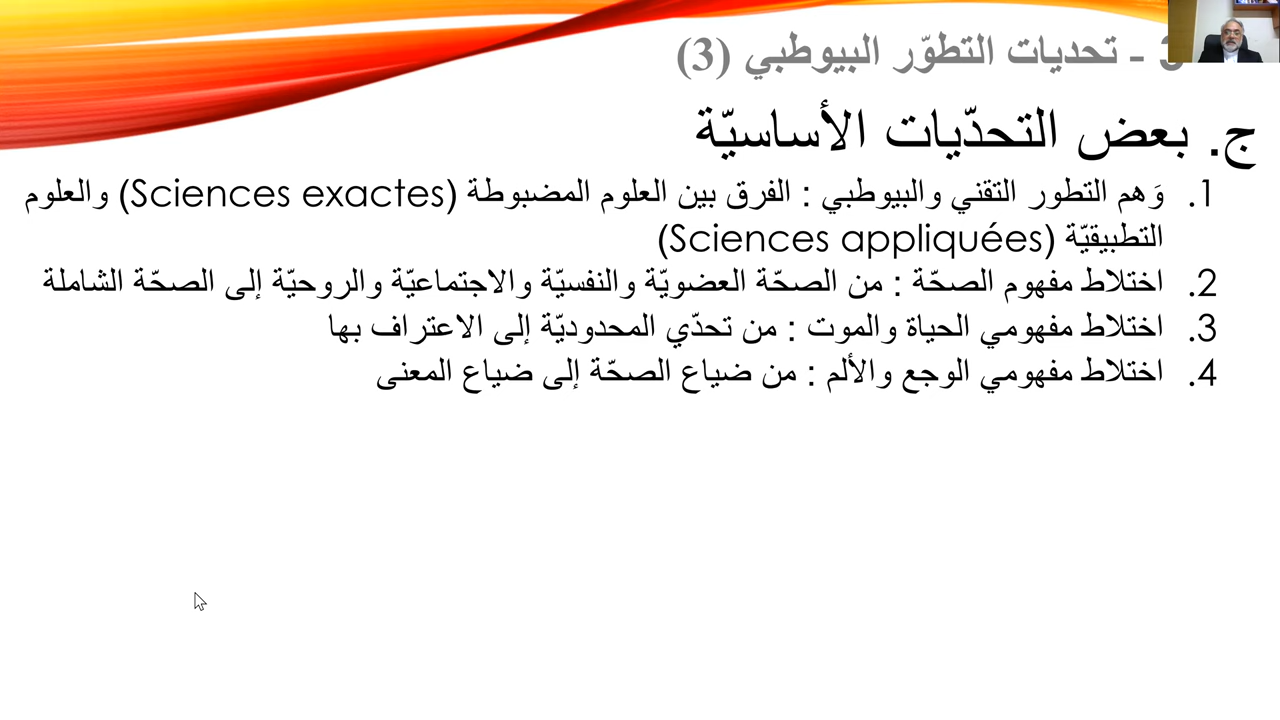 3 - تحديات التطوّر البيوطبي (3)
ج. بعض التحدّيات الأساسيّة
1. وَهم التطور التقني والبيوطبي : الفرق بين العلوم المضبوطة (Sciences exactes) والعلوم
التطبيقيّة (Sciences appliquées)
2. اختلاط مفهوم الصحّة : من الصحّة العضويّة والنفسيّة والاجتماعيّة والروحيّة إلى الصحّة الشاملة
3. اختلاط مفهومي الحياة والموت : من تحدّي المحدوديّة إلى الاعتراف بها
4. اختلاط مفهومي الوجع والألم : من ضياع الصحّة إلى ضياع المعنى